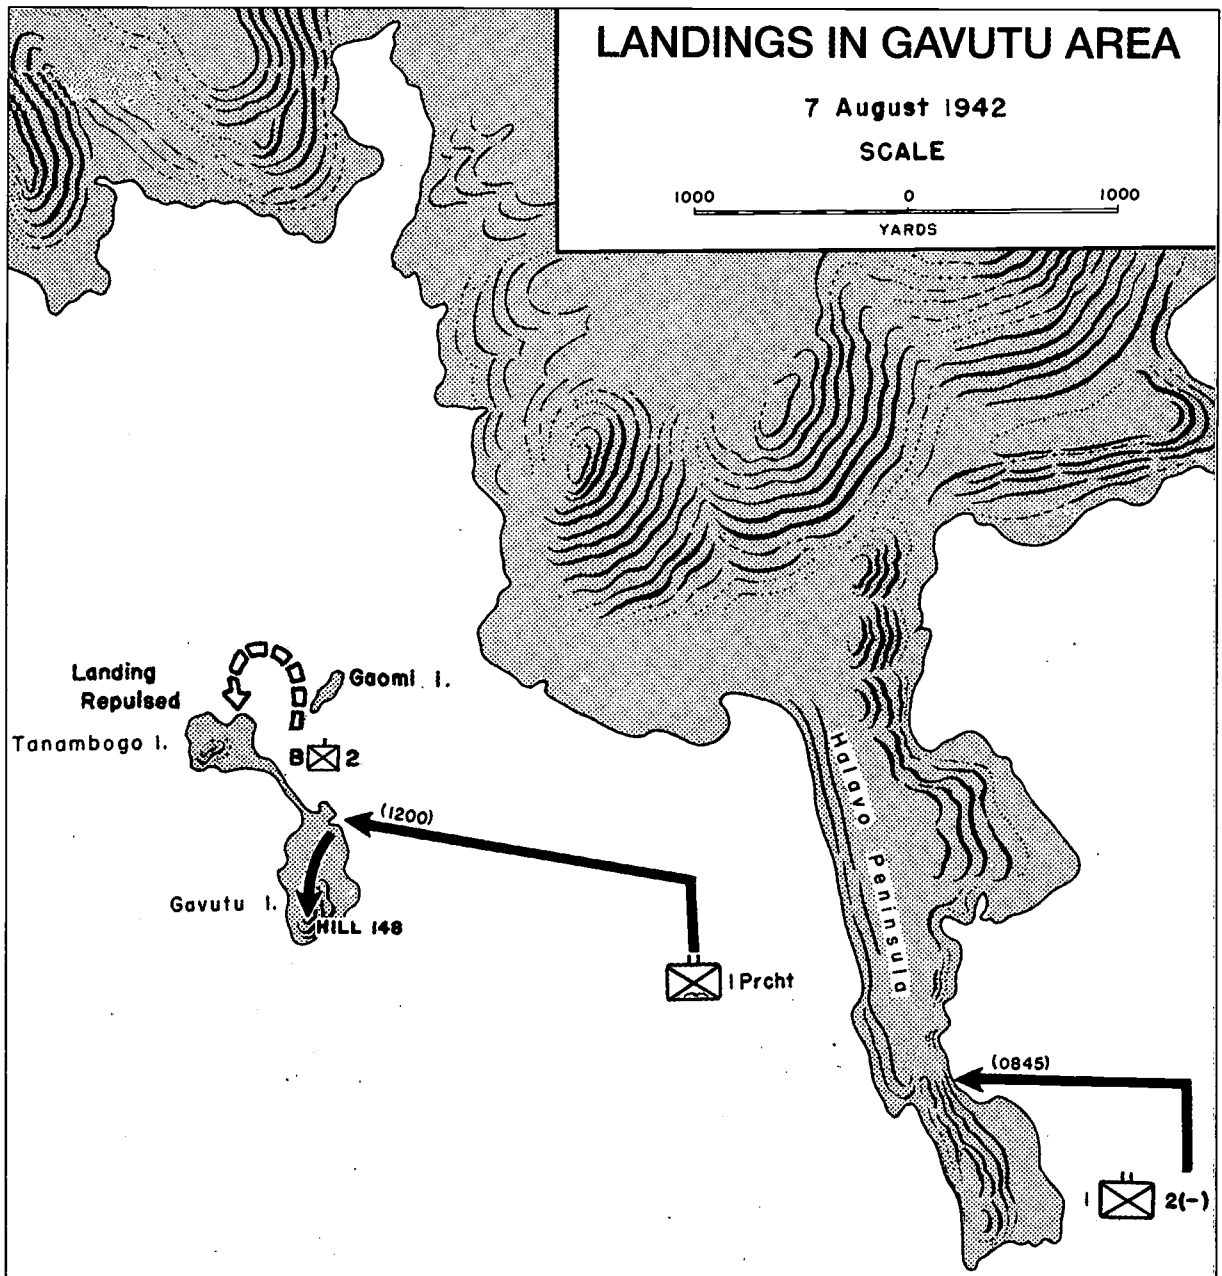 LANDINGS IN GAVUTU AREA
7 August 1942
SCALE
1000 0 1000
YARDS
Landing
Repulsed
Gaomi I.
Tanambogo I.
B 2
(1200)
Gavutu I.
HILL 148
1 Prcht
Halavo Peninsula
(0845)
1 2(-)